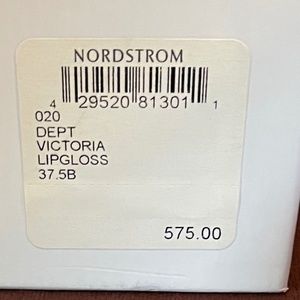 NORDSTROM
4 29520 81301 1
020
DEPT
VICTORIA
LIPGLOSS
37.5B
575.00